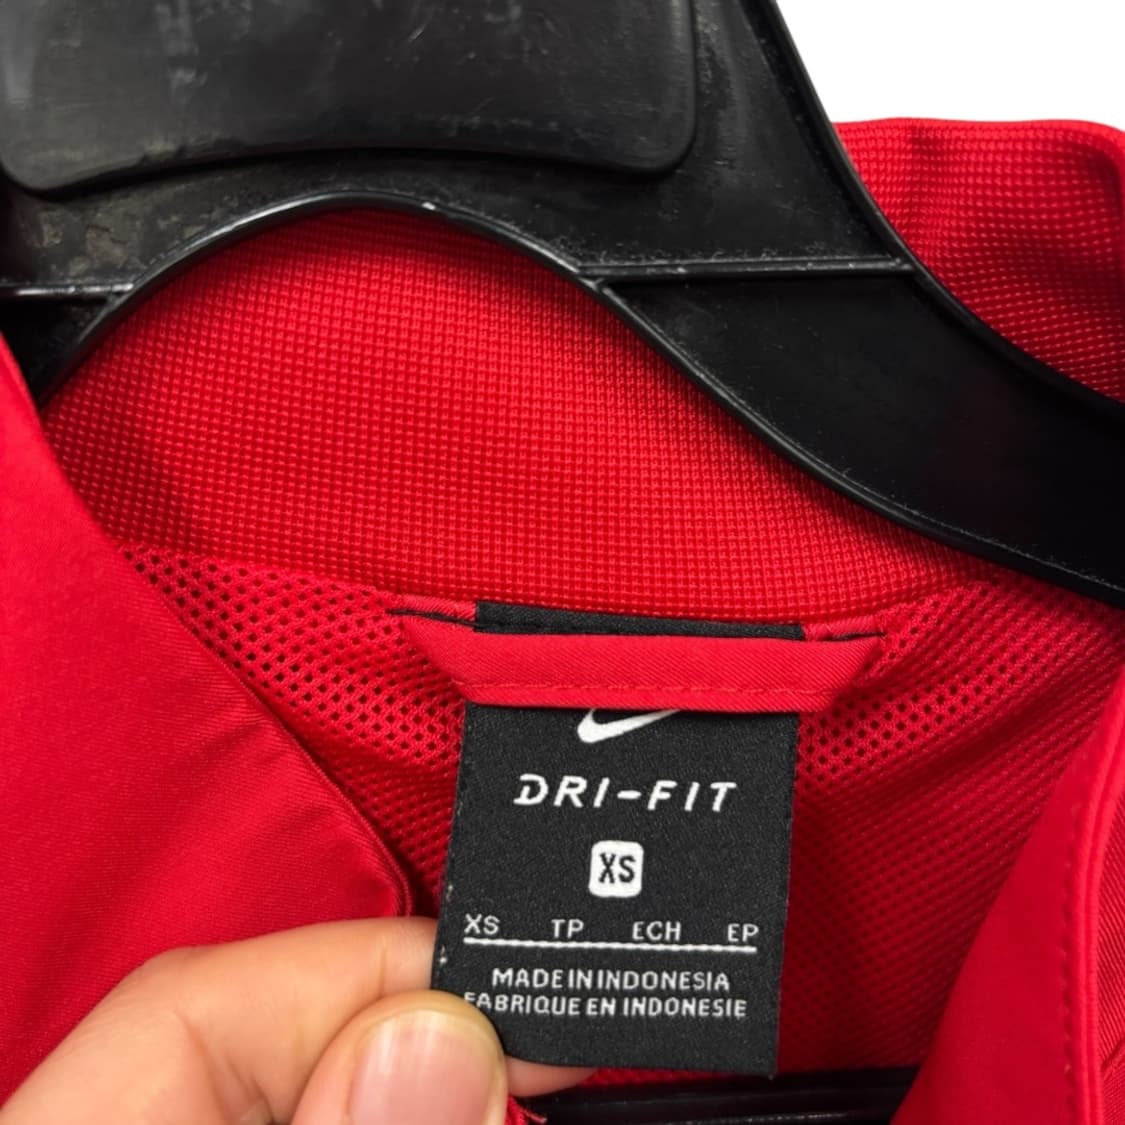 DRI-FIT
XS
XS TP ECH EP
MADE IN INDONESIA
FABRIQUE EN INDONESIE